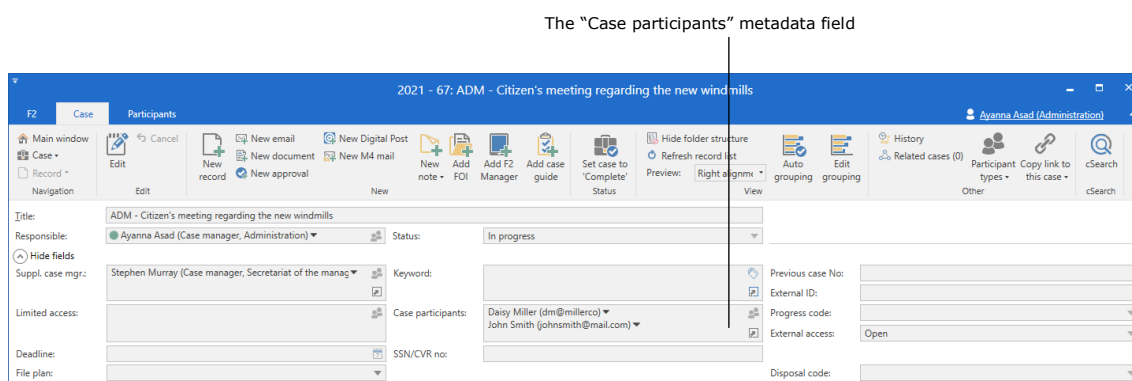 The “Case participants” metadata field
2021 - 67: ADM - Citizen's meeting regarding the new windmills
F2 Case Participants Ayanna Asad (Administration)
Main window
Case
Record
Navigation
Edit
Cancel
Edit
New record
New email
New document
New approval
New Digital Post
New M4 mail
New note
Add FOI
Add F2 Manager
Add case guide
New
Set case to 'Complete'
Status
Hide folder structure
Refresh record list
Preview: Right alignme
Auto grouping
Edit grouping
View
History
Related cases (0)
Participant types
Copy link to this case
Other
cSearch
cSearch
Title: ADM - Citizen's meeting regarding the new windmills
Responsible: Ayanna Asad (Case manager, Administration) Status: In progress
Hide fields
Suppl. case mgr.: Stephen Murray (Case manager, Secretariat of the manag Keyword: Previous case No:
External ID:
Limited access: Case participants: Daisy Miller (dm@millerco) Progress code:
John Smith (johnsmith@mail.com) External access: Open
Deadline: SSN/CVR no:
File plan: Disposal code: